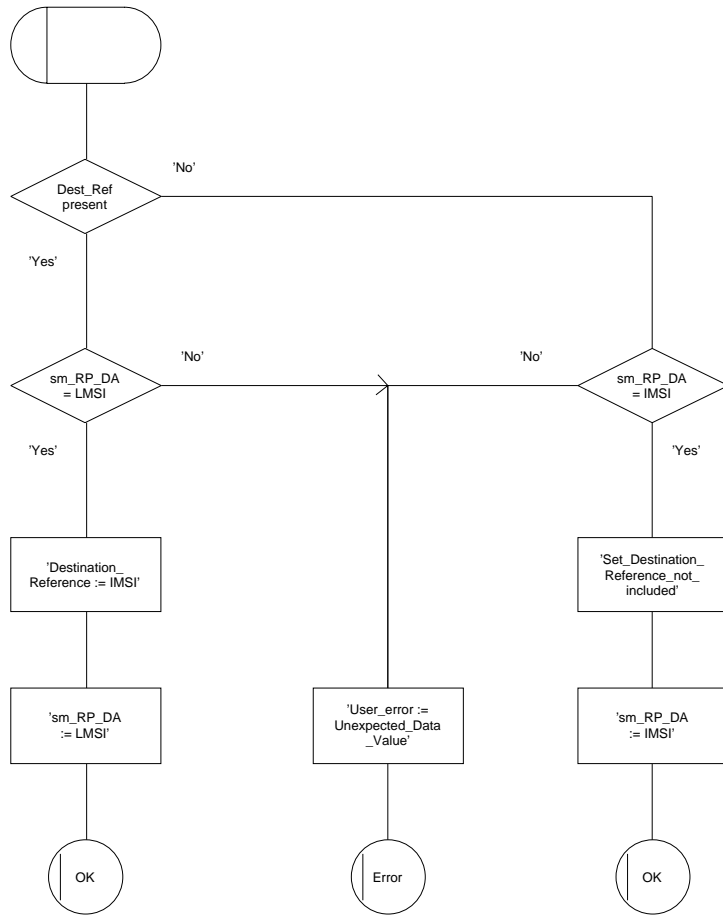 'No'
Dest_Ref
present
'Yes'
'No'
'No'
sm_RP_DA
= LMSI
sm_RP_DA
= IMSI
'Yes'
'Yes'
'Destination_
Reference := IMSI'
'Set_Destination_
Reference_not_
included'
'sm_RP_DA
:= LMSI'
'User_error :=
Unexpected_Data
_Value'
'sm_RP_DA
:= IMSI'
OK
Error
OK